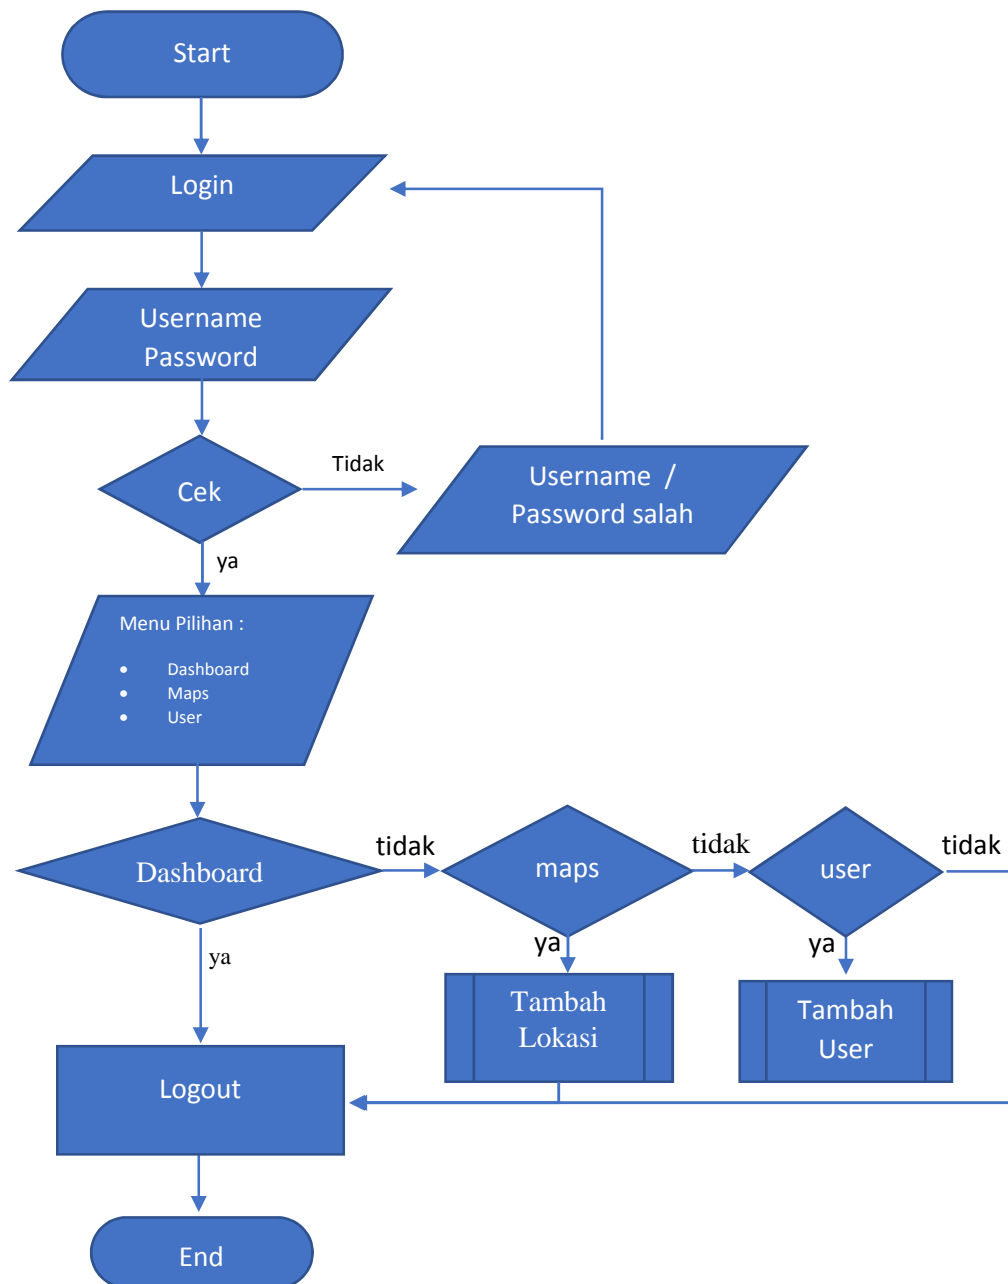 Start
Login
Username
Password
Cek
Tidak
Username / 
Password salah
ya
Menu Pilihan :
• Dashboard
• Maps
• User
Dashboard
tidak
maps
tidak
user
tidak
ya
ya
ya
Tambah
Lokasi
Tambah
User
Logout
End